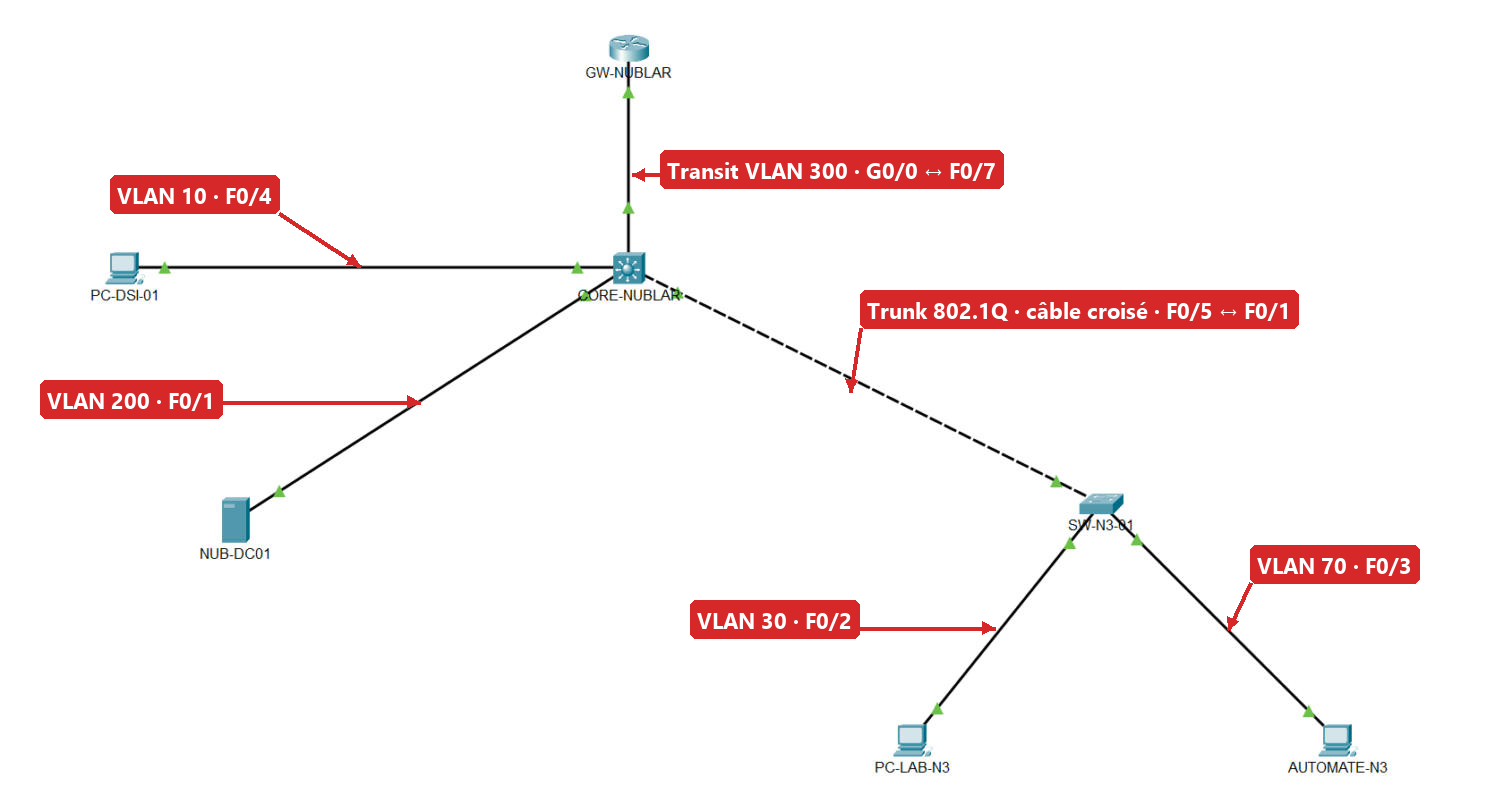 GW-NUBLAR
Transit VLAN 300 · G0/0 ↔ F0/7
VLAN 10 · F0/4
PC-DSI-01
CORE-NUBLAR
Trunk 802.1Q · câble croisé · F0/5 ↔ F0/1
VLAN 200 · F0/1
SW-N3-01
NUB-DC01
VLAN 70 · F0/3
VLAN 30 · F0/2
PC-LAB-N3
AUTOMATE-N3